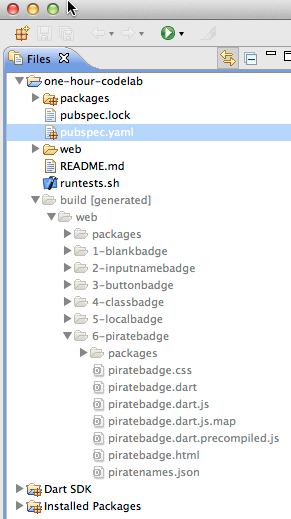 Files
one-hour-codelab
packages
pubspec.lock
pubspec.yaml
web
README.md
runtests.sh
build [generated]
web
packages
1-blankbadge
2-inputnamebadge
3-buttonbadge
4-classbadge
5-localbadge
6-piratebadge
packages
piratebadge.css
piratebadge.dart
piratebadge.dart.js
piratebadge.dart.js.map
piratebadge.dart.precompiled.js
piratebadge.html
piratenames.json
Dart SDK
Installed Packages